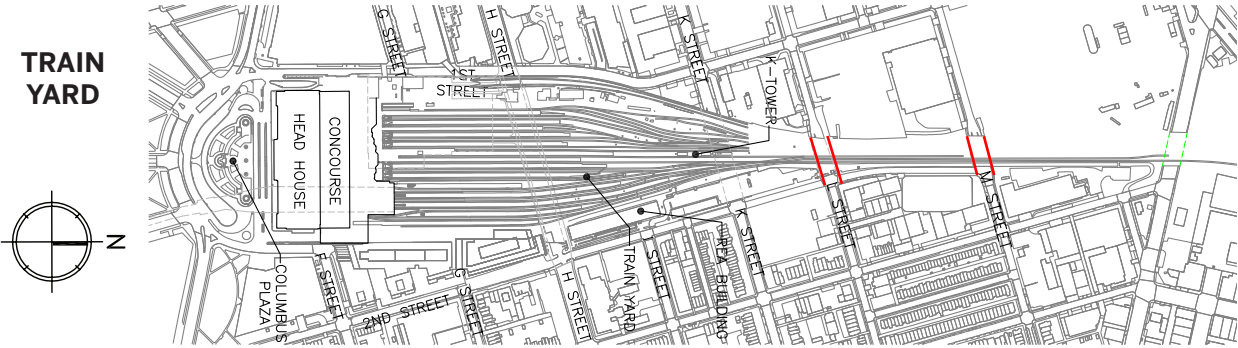 TRAIN
YARD
N
G STREET
H STREET
K STREET
1ST
STREET
K-TOWER
HEAD HOUSE
CONCOURSE
L STREET
M STREET
K STREET
REA BUILDING
I STREET
TRAIN YARD
H STREET
G STREET
2ND STREET
F STREET
COLUMBUS
PLAZA